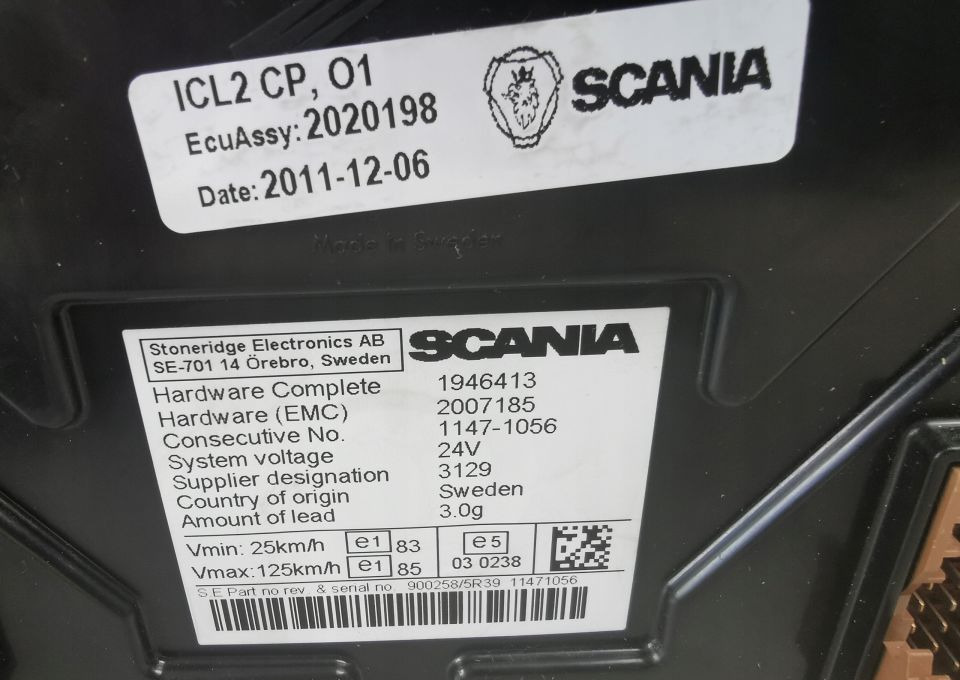 ICL2 CP, O1
EcuAssy: 2020198
Date: 2011-12-06
SCANIA
Made in Sweden
Stoneridge Electronics AB
SE-701 14 Örebro, Sweden
SCANIA
Hardware Complete 1946413
Hardware (EMC) 2007185
Consecutive No. 1147-1056
System voltage 24V
Supplier designation 3129
Country of origin Sweden
Amount of lead 3.0g
Vmin: 25km/h e1 83
Vmax:125km/h e1 85
e5
03 0238
S.E Part no rev. & serial no. 900258/5R39 11471056